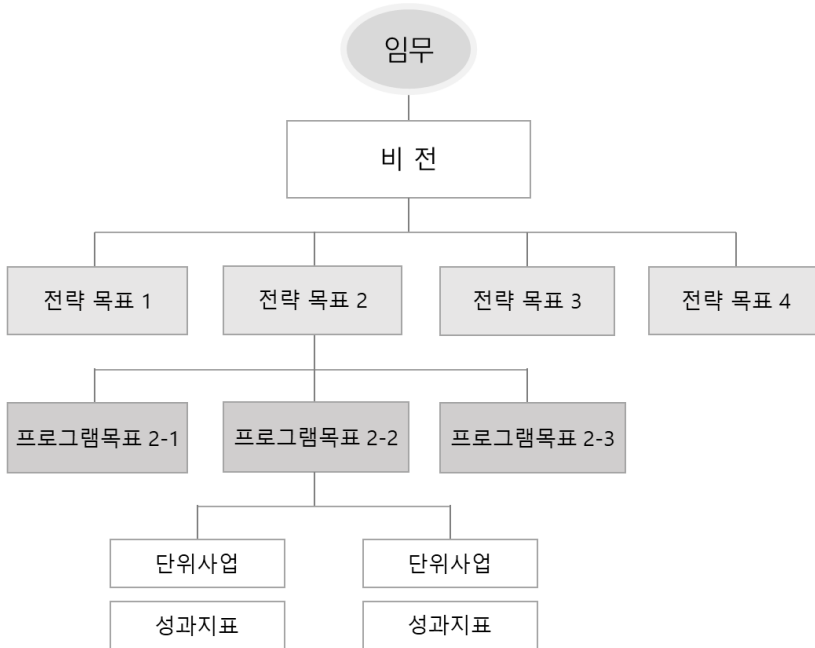 임무
비 전
전략 목표 1
전략 목표 2
전략 목표 3
전략 목표 4
프로그램목표 2-1
프로그램목표 2-2
프로그램목표 2-3
단위사업
단위사업
성과지표
성과지표